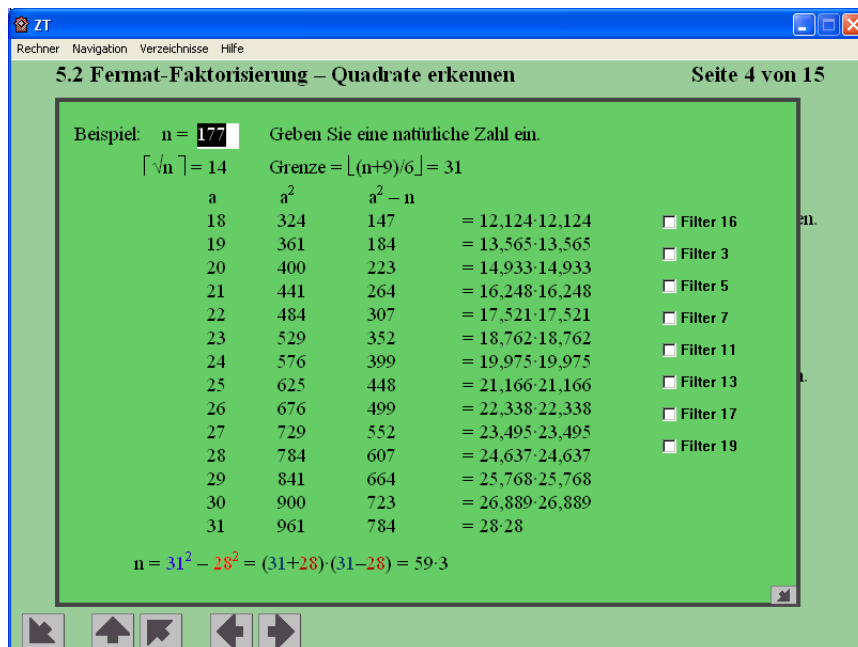 ZT
Rechner Navigation Verzeichnisse Hilfe
5.2 Fermat-Faktorisierung – Quadrate erkennen Seite 4 von 15
Beispiel: n = 177 Geben Sie eine natürliche Zahl ein.
⌈√n⌉ = 14 Grenze = ⌊(n+9)/6⌋ = 31
a a² a² – n
18 324 147 = 12,124·12,124 Filter 16 en.
19 361 184 = 13,565·13,565
Filter 3
20 400 223 = 14,933·14,933
21 441 264 = 16,248·16,248 Filter 5
22 484 307 = 17,521·17,521 Filter 7
23 529 352 = 18,762·18,762
Filter 11
24 576 399 = 19,975·19,975
25 625 448 = 21,166·21,166 Filter 13
26 676 499 = 22,338·22,338 Filter 17
27 729 552 = 23,495·23,495
28 784 607 = 24,637·24,637 Filter 19
29 841 664 = 25,768·25,768
30 900 723 = 26,889·26,889
31 961 784 = 28·28
n = 31² – 28² = (31+28)·(31–28) = 59·3